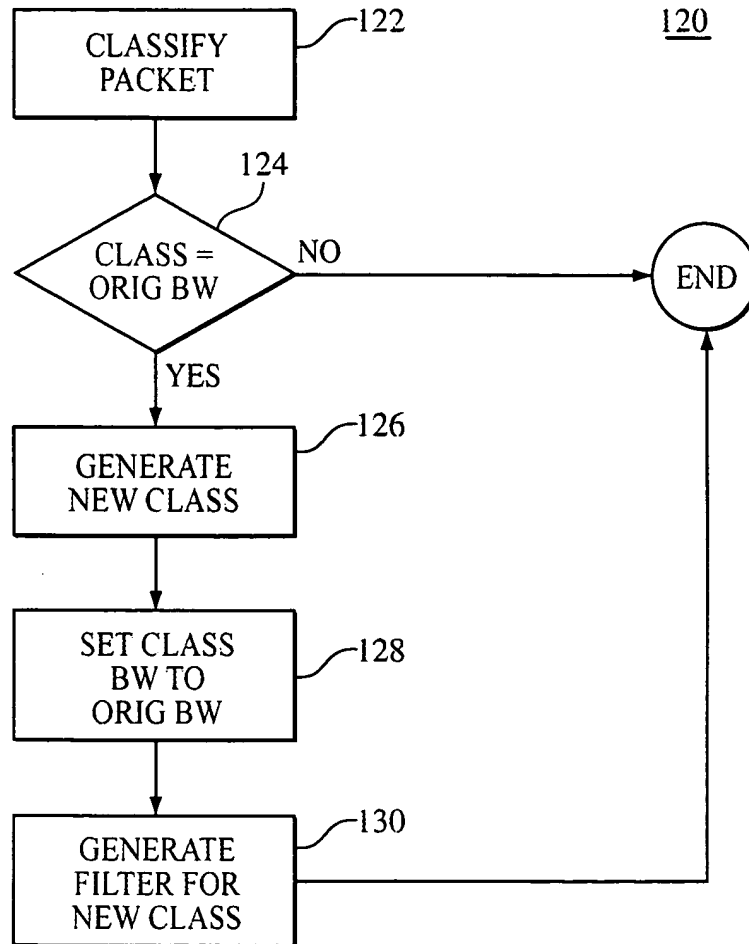 120
CLASSIFY
PACKET
122
124
CLASS =
ORIG BW
NO
END
YES
126
GENERATE
NEW CLASS
SET CLASS
BW TO
ORIG BW
128
130
GENERATE
FILTER FOR
NEW CLASS